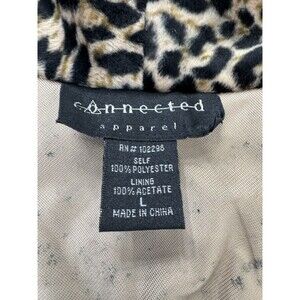 cOnnected
apparel
RN# 102298
SELF
100% POLYESTER
LINING
100% ACETATE
L
MADE IN CHINA